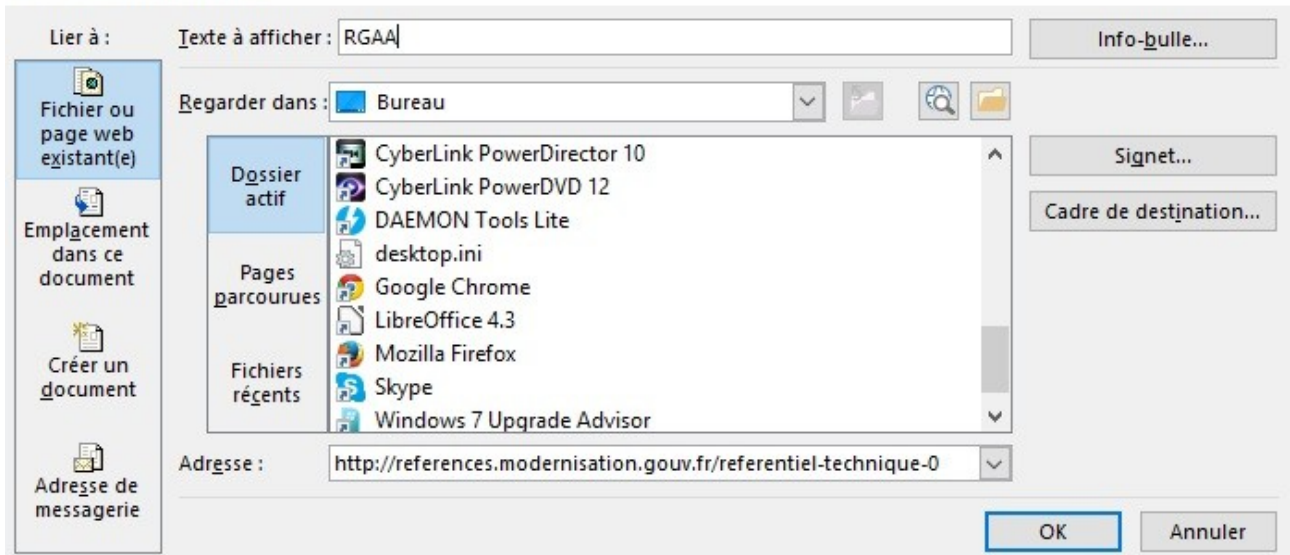 Lier à :
Texte à afficher : RGAA
Info-bulle...
Fichier ou
page web
existant(e)
Regarder dans : Bureau
Dossier
actif
CyberLink PowerDirector 10
CyberLink PowerDVD 12
DAEMON Tools Lite
desktop.ini
Google Chrome
LibreOffice 4.3
Mozilla Firefox
Skype
Windows 7 Upgrade Advisor
Signet...
Cadre de destination...
Emplacement
dans ce
document
Pages
parcourues
Créer un
document
Fichiers
récents
Adresse : http://references.modernisation.gouv.fr/referentiel-technique-0
Adresse de
messagerie
OK
Annuler